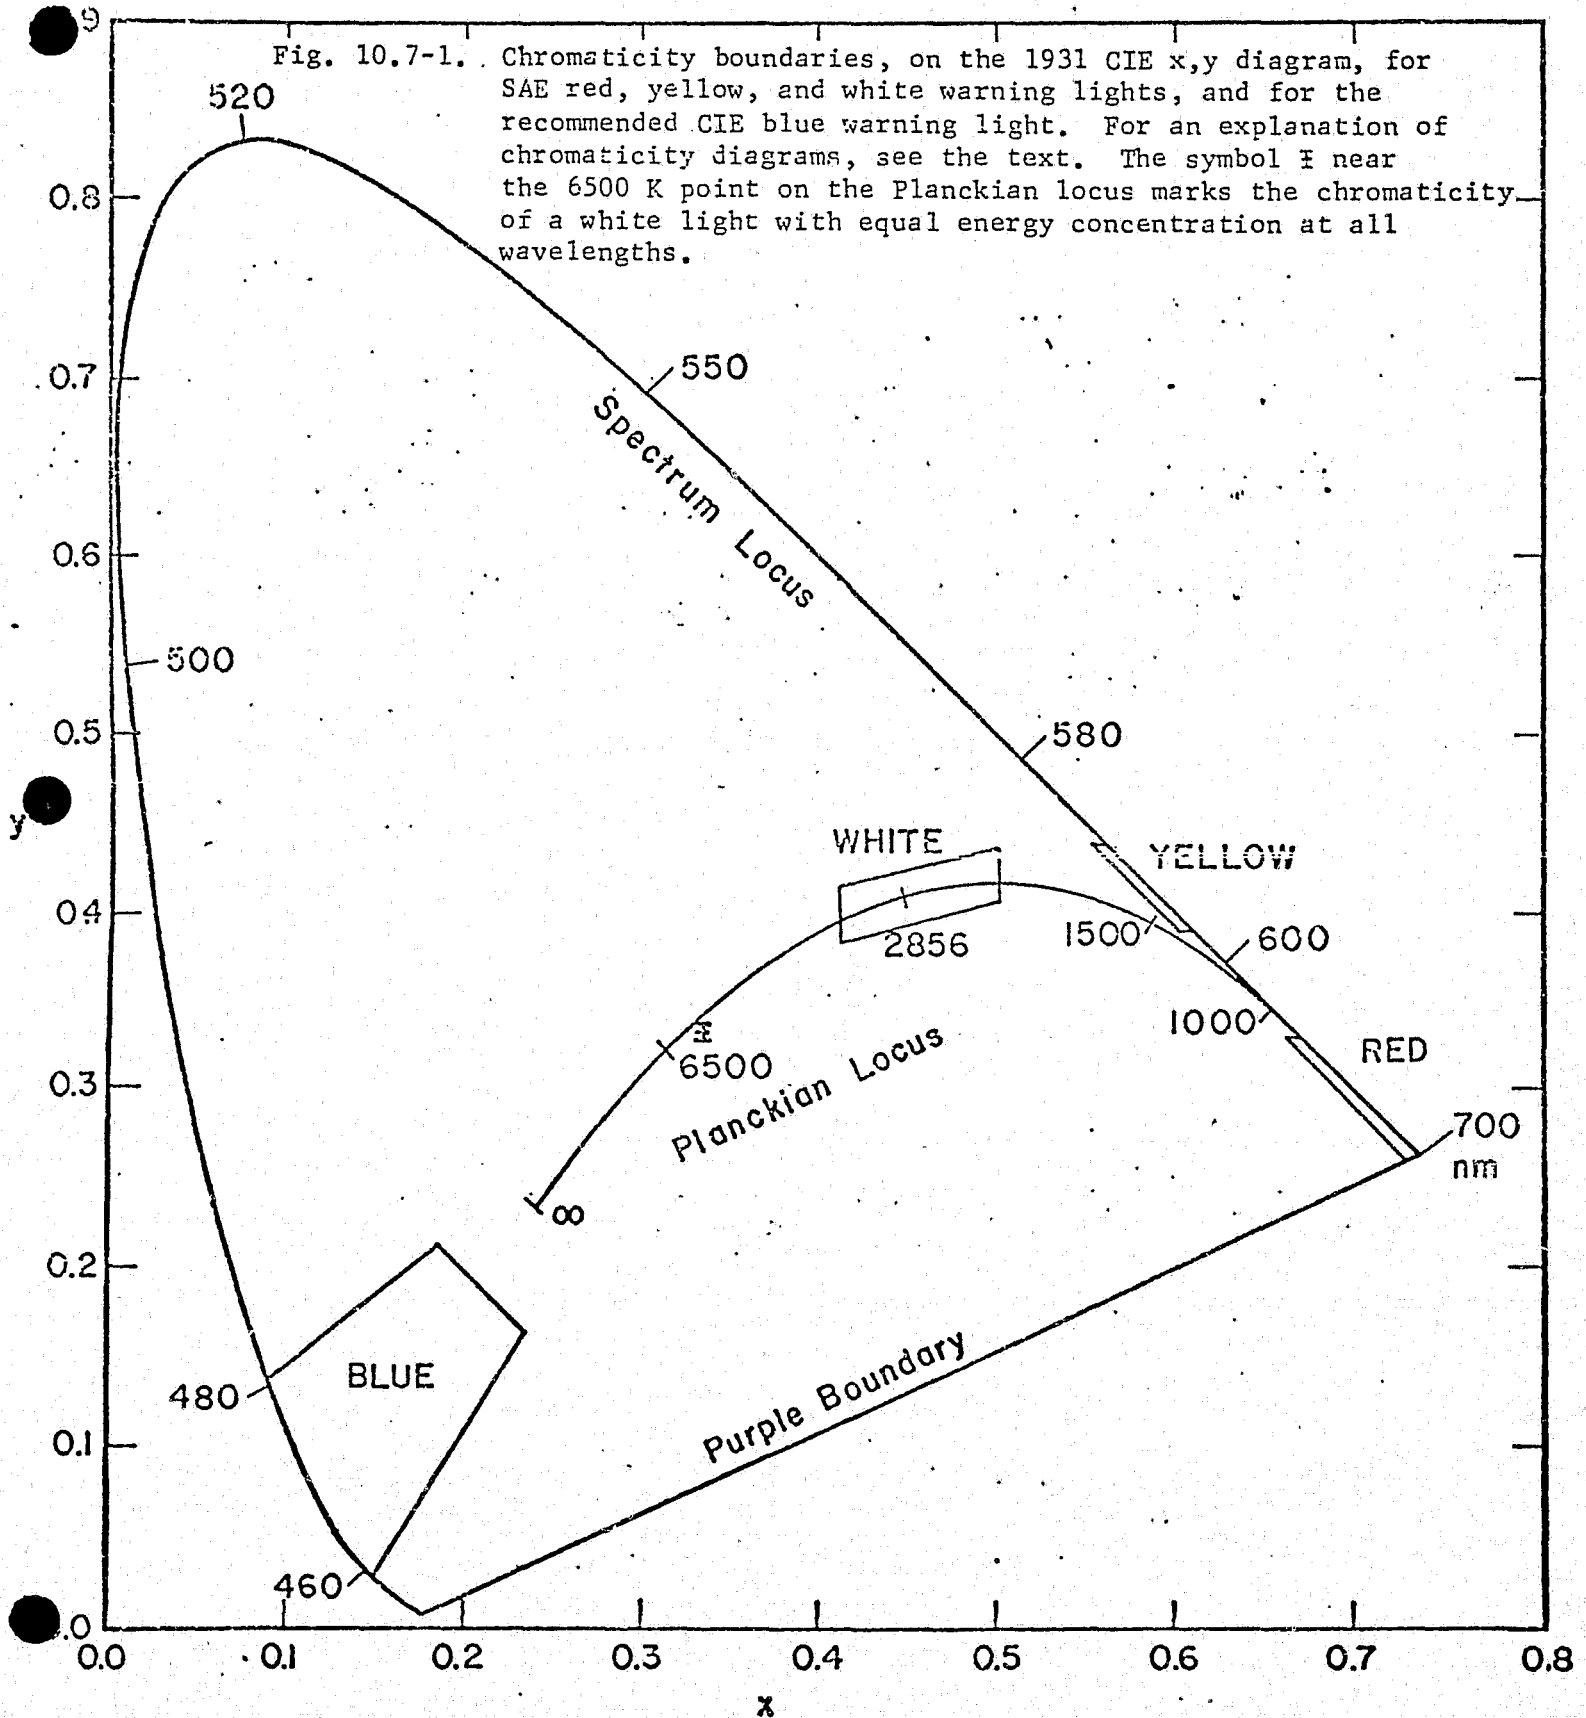 Fig. 10.7-1. Chromaticity boundaries, on the 1931 CIE x,y diagram, for
SAE red, yellow, and white warning lights, and for the
recommended CIE blue warning light. For an explanation of
chromaticity diagrams, see the text. The symbol Ξ near
the 6500 K point on the Planckian locus marks the chromaticity
of a white light with equal energy concentration at all
wavelengths.
9
520
0.8
550
0.7
Spectrum Locus
0.6
500
0.5
580
y
WHITE
YELLOW
0.4
2856
1500
600
1000
RED
6500
0.3
Planckian Locus
700
nm
∞
0.2
BLUE
480
Purple Boundary
0.1
460
.0
0.0 0.1 0.2 0.3 0.4 0.5 0.6 0.7 0.8
x